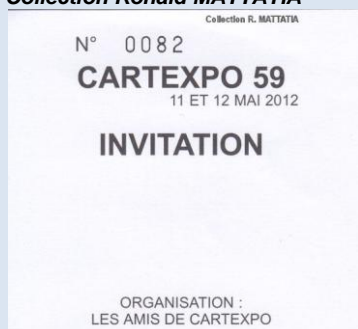 Collection Ronald MATTATIA
Collection R. MATTATIA
N° 0082
CARTEXPO 59
11 ET 12 MAI 2012
INVITATION
ORGANISATION :
LES AMIS DE CARTEXPO